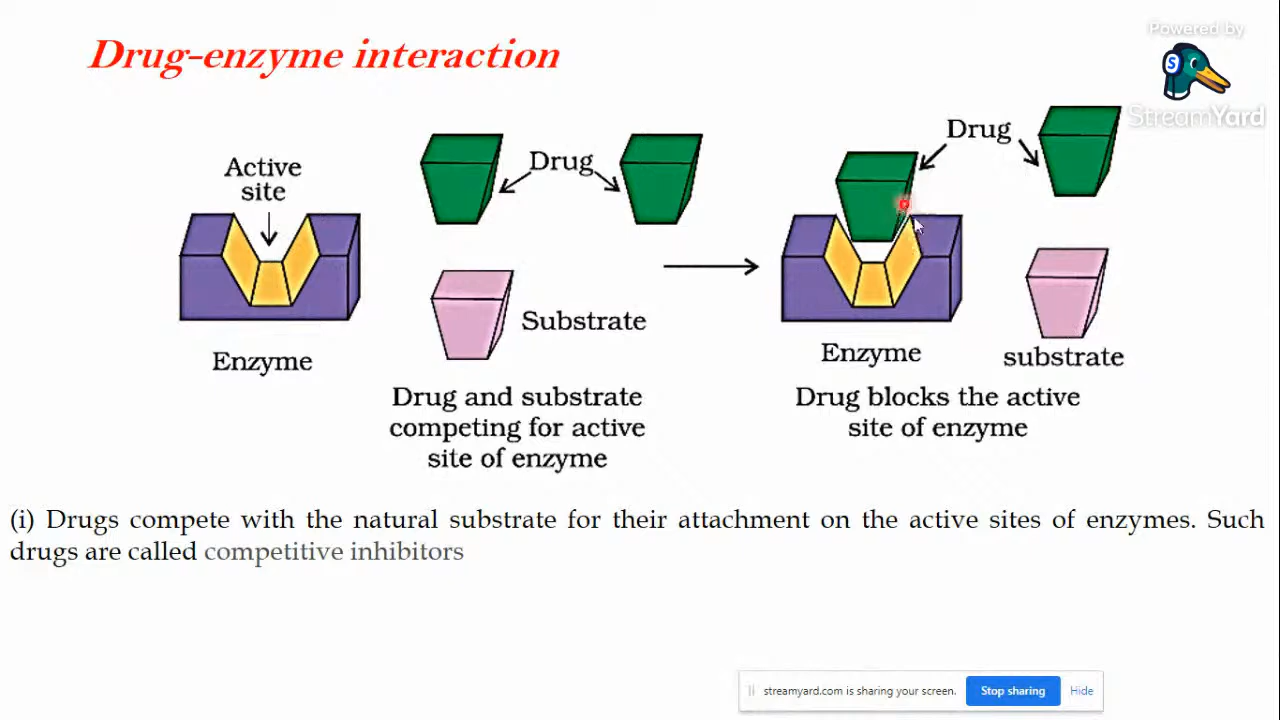 Powered by
Drug-enzyme interaction
S
StreamYard
Active
site
Enzyme
Drug
Substrate
Drug and substrate
competing for active
site of enzyme
Drug
Enzyme
substrate
Drug blocks the active
site of enzyme
(i) Drugs compete with the natural substrate for their attachment on the active sites of enzymes. Such
drugs are called competitive inhibitors
streamyard.com is sharing your screen. Stop sharing Hide